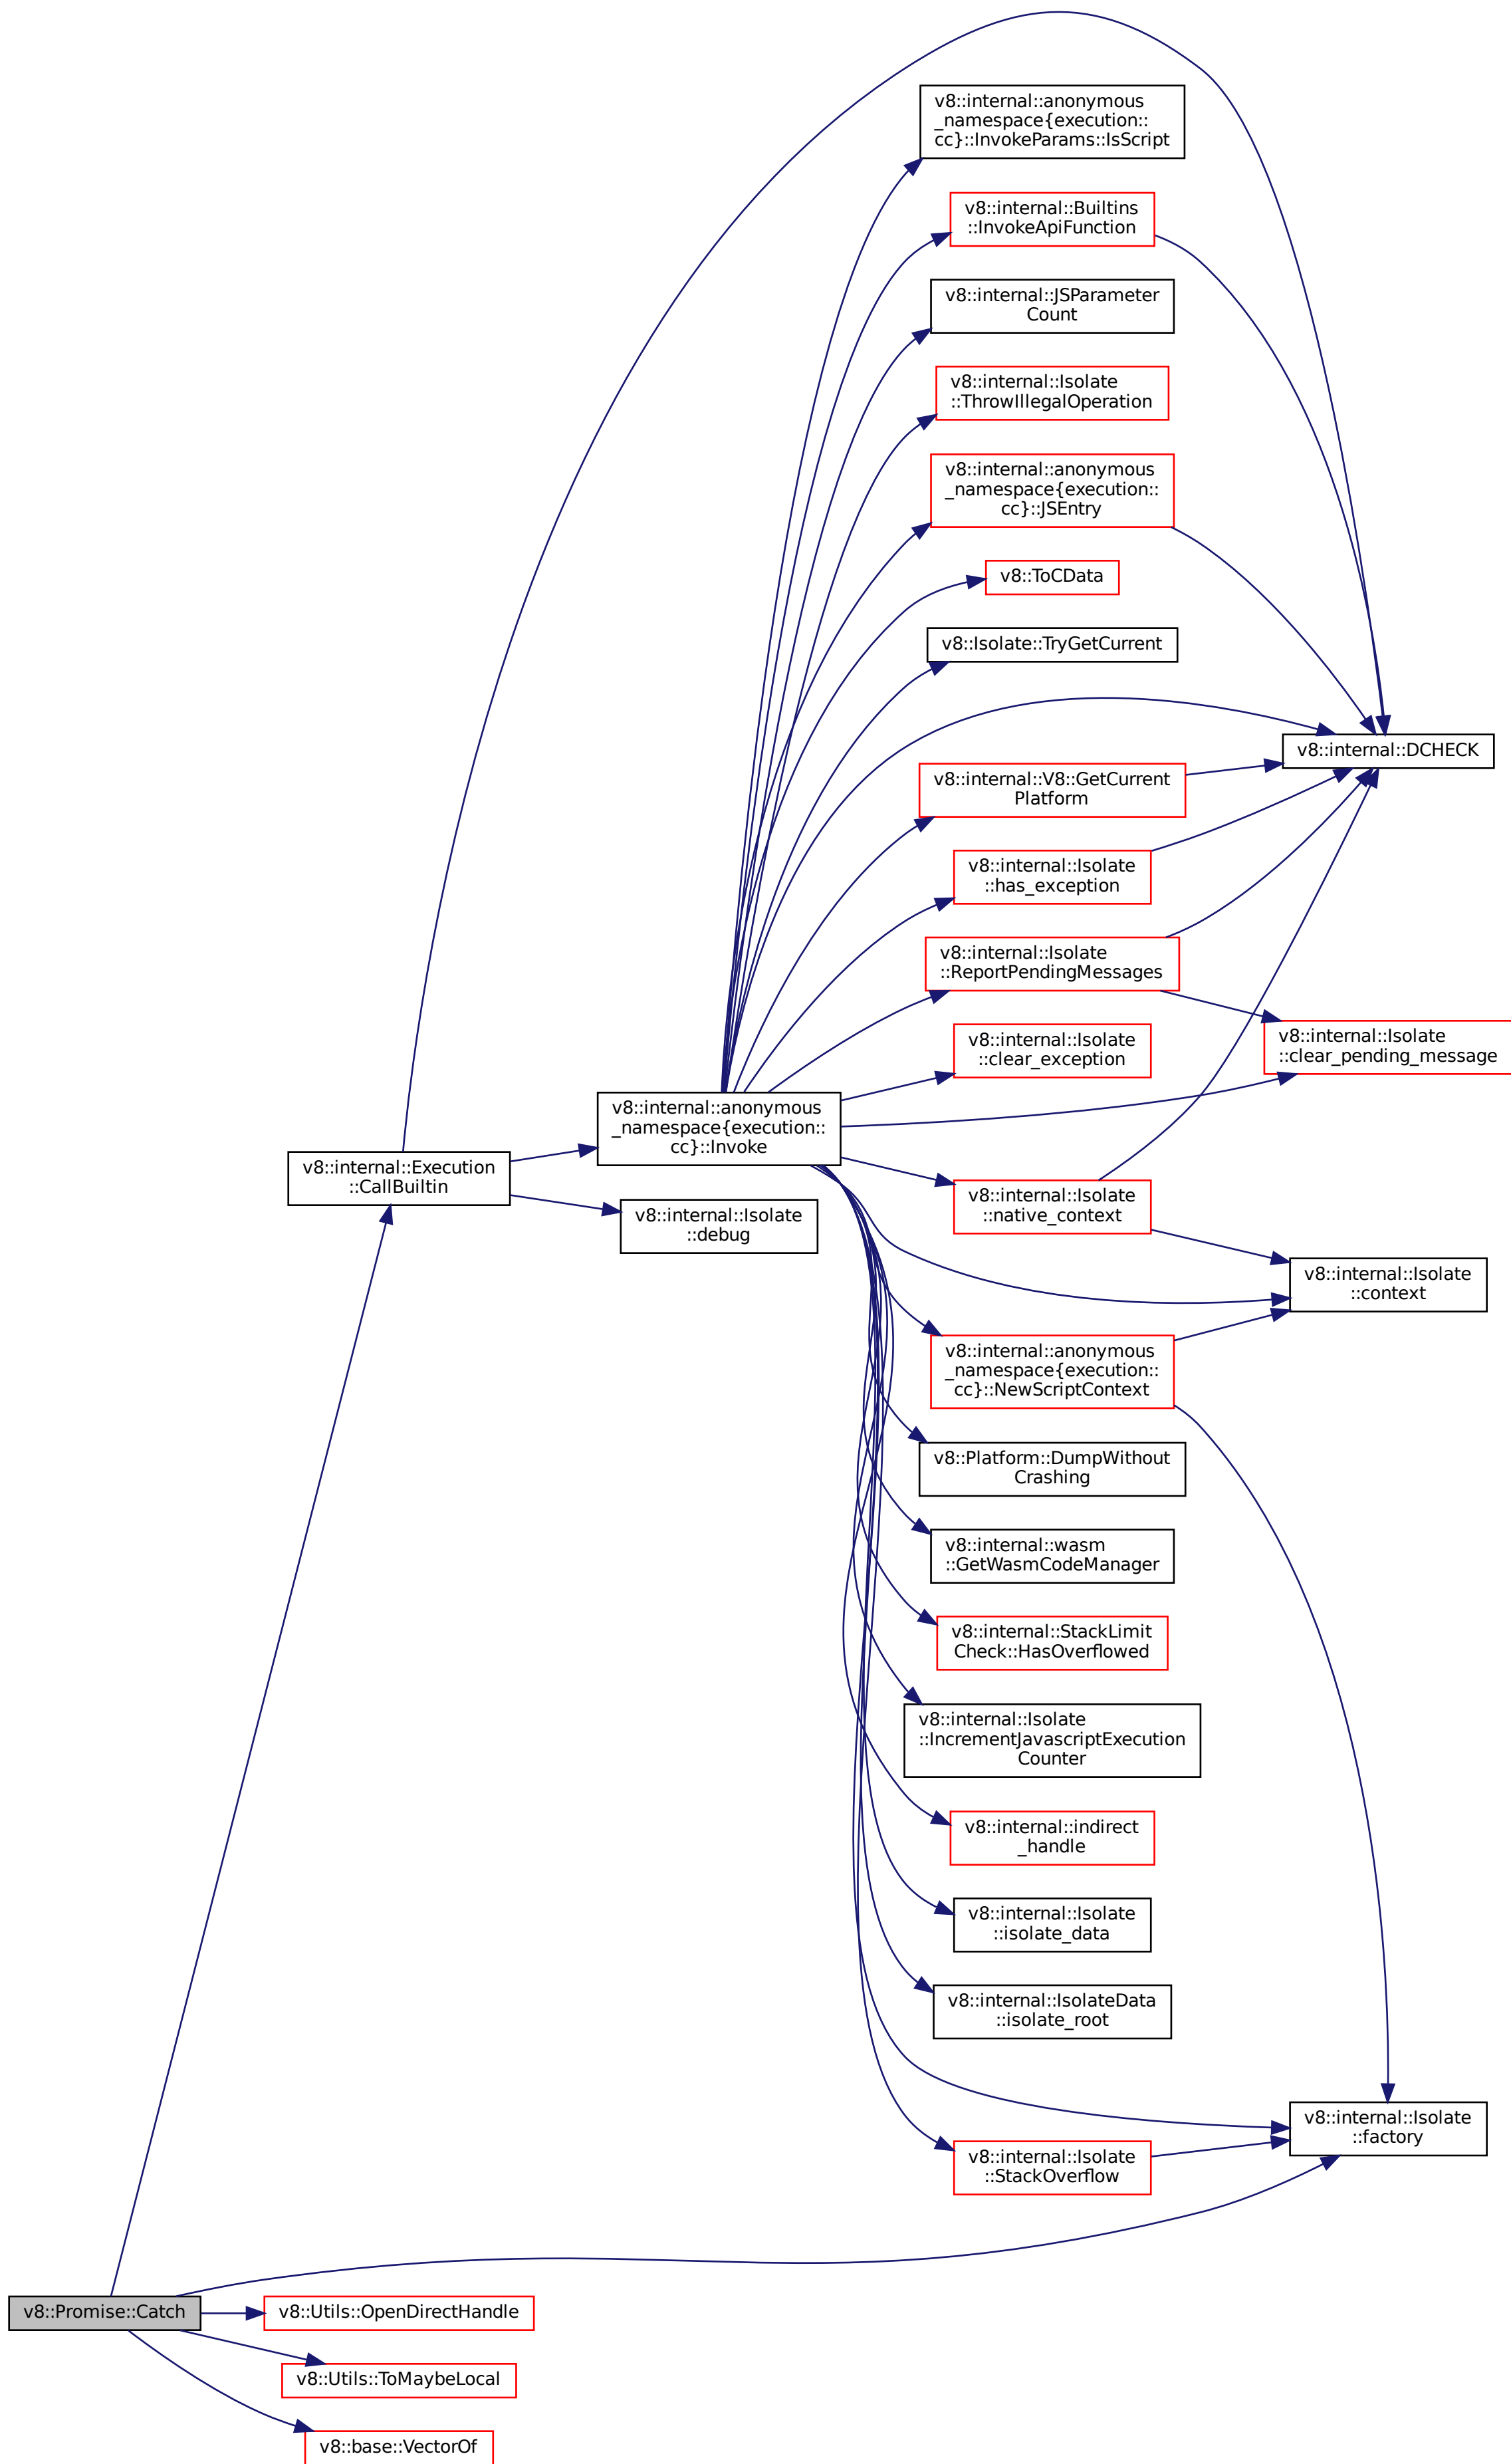 v8::internal::anonymous
_namespace{execution::
cc}::InvokeParams::IsScript
v8::internal::Builtins
::InvokeApiFunction
v8::internal::JSParameter
Count
v8::internal::Isolate
::ThrowIllegalOperation
v8::internal::anonymous
_namespace{execution::
cc}::JSEntry
v8::ToCData
v8::Isolate::TryGetCurrent
v8::internal::DCHECK
v8::internal::V8::GetCurrent
Platform
v8::internal::Isolate
::has_exception
v8::internal::Isolate
::ReportPendingMessages
v8::internal::Isolate
::clear_exception
v8::internal::Isolate
::clear_pending_message
v8::internal::anonymous
_namespace{execution::
cc}::Invoke
v8::internal::Execution
::CallBuiltin
v8::internal::Isolate
::debug
v8::internal::Isolate
::native_context
v8::internal::Isolate
::context
v8::internal::anonymous
_namespace{execution::
cc}::NewScriptContext
v8::Platform::DumpWithout
Crashing
v8::internal::wasm
::GetWasmCodeManager
v8::internal::StackLimit
Check::HasOverflowed
v8::internal::Isolate
::IncrementJavascriptExecution
Counter
v8::internal::indirect
_handle
v8::internal::Isolate
::isolate_data
v8::internal::IsolateData
::isolate_root
v8::internal::Isolate
::factory
v8::internal::Isolate
::StackOverflow
v8::Promise::Catch
v8::Utils::OpenDirectHandle
v8::Utils::ToMaybeLocal
v8::base::VectorOf